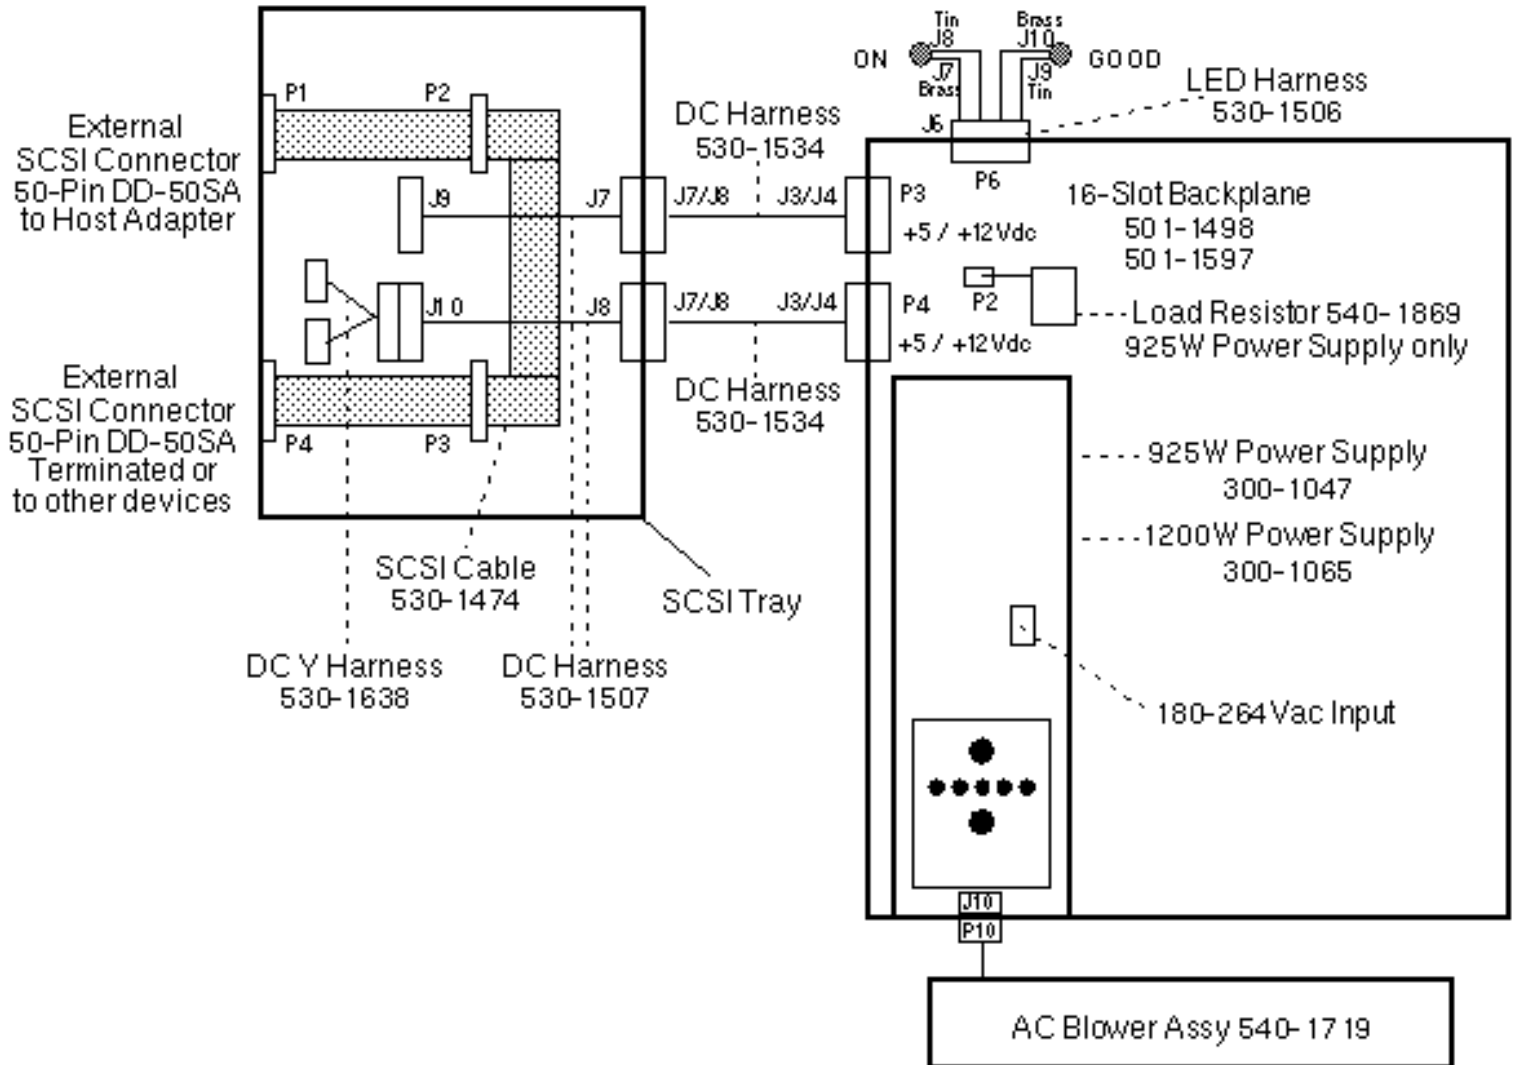 Tin
J8
Brass
J10
ON
GOOD
J7
Brass
J9
Tin
LED Harness
530-1506
J6
P6
P1
P2
External
SCSI Connector
50-Pin DD-50SA
to Host Adapter
DC Harness
530-1534
J9
J7
J7/J8
J3/J4
P3
+5 / +12Vdc
16-Slot Backplane
501-1498
501-1597
P2
J10
J8
J7/J8
J3/J4
P4
+5 / +12Vdc
Load Resistor 540-1869
925W Power Supply only
External
SCSI Connector
50-Pin DD-50SA
Terminated or
to other devices
P4
P3
DC Harness
530-1534
925W Power Supply
300-1047
1200W Power Supply
300-1065
SCSI Cable
530-1474
SCSI Tray
DC Y Harness
530-1638
DC Harness
530-1507
180-264 Vac Input
J10
P10
AC Blower Assy 540-1719